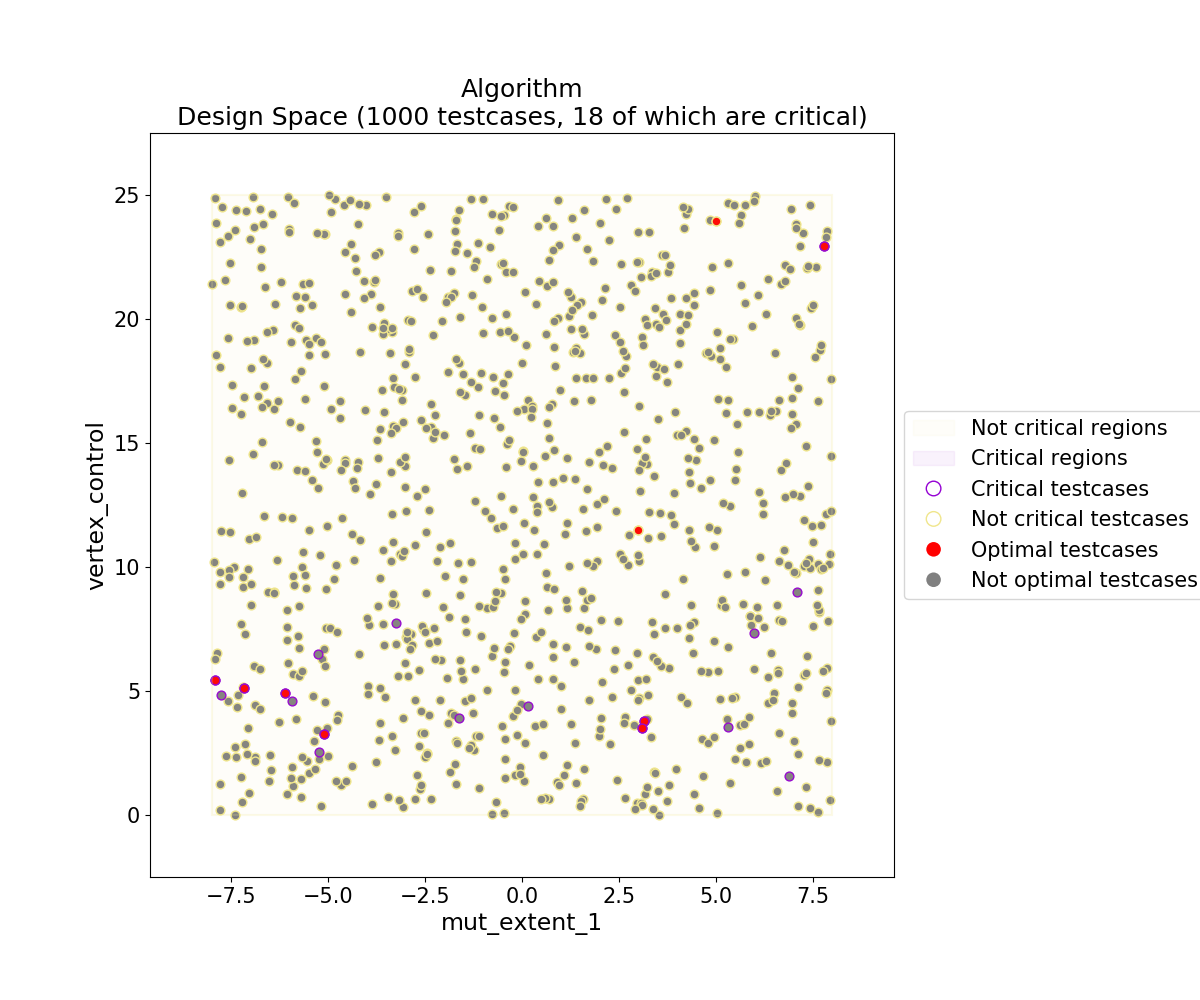 Algorithm
Design Space (1000 testcases, 18 of which are critical)
25
20
15
10
5
0
vertex_control
−7.5
−5.0
−2.5
0.0
2.5
5.0
7.5
mut_extent_1
Not critical regions
Critical regions
Critical testcases
Not critical testcases
Optimal testcases
Not optimal testcases